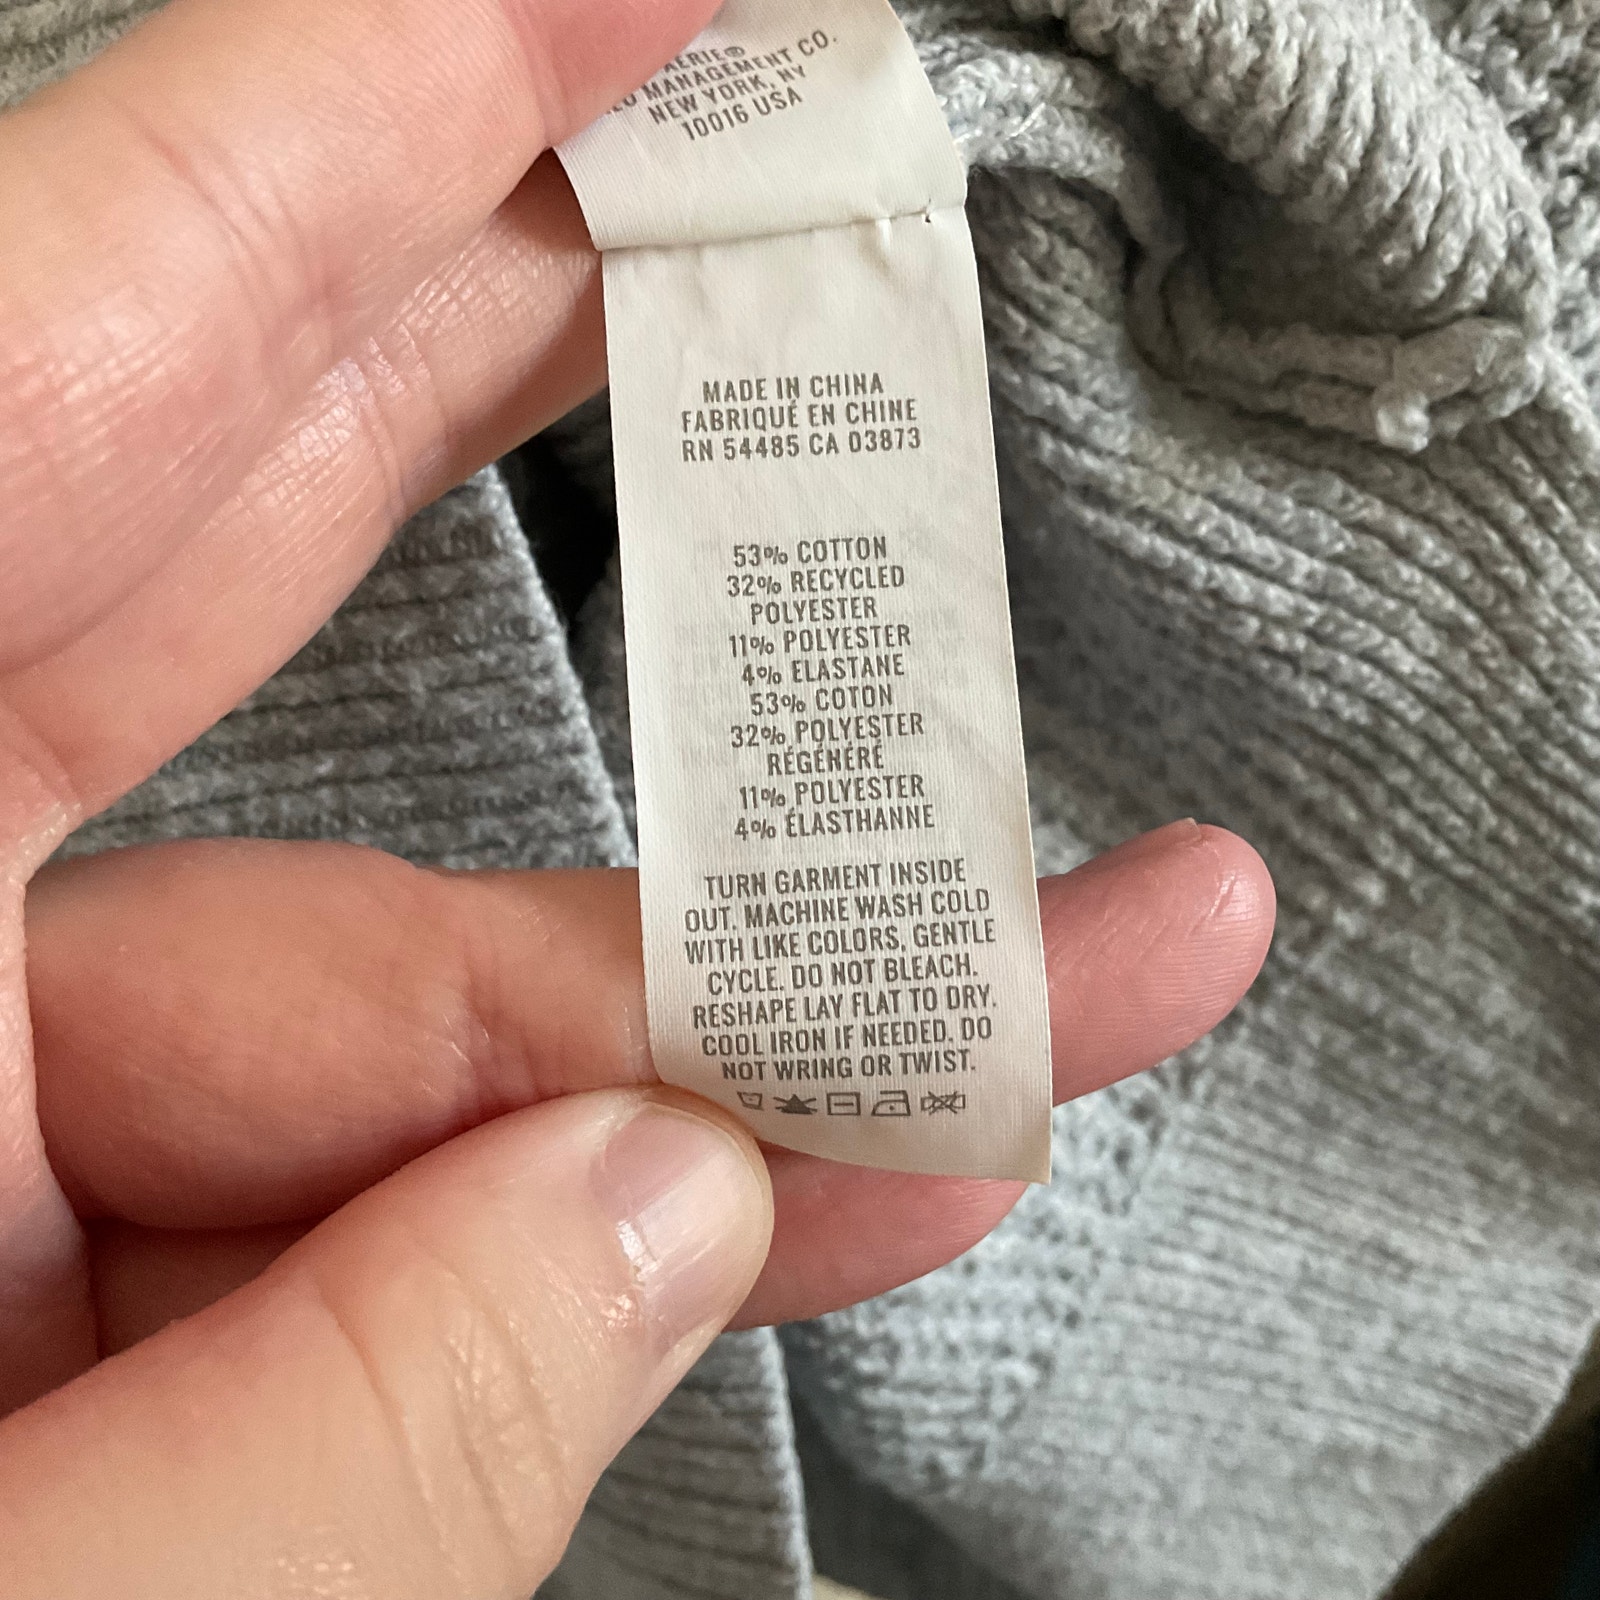 AERIE®
MANAGEMENT CO.
NEW YORK, NY
10016 USA
MADE IN CHINA
FABRIQUÉ EN CHINE
RN 54485 CA 03873
53% COTTON
32% RECYCLED
POLYESTER
11% POLYESTER
4% ELASTANE
53% COTON
32% POLYESTER
RÉGÉNÉRÉ
11% POLYESTER
4% ÉLASTHANNE
TURN GARMENT INSIDE
OUT. MACHINE WASH COLD
WITH LIKE COLORS, GENTLE
CYCLE. DO NOT BLEACH.
RESHAPE LAY FLAT TO DRY.
COOL IRON IF NEEDED. DO
NOT WRING OR TWIST.